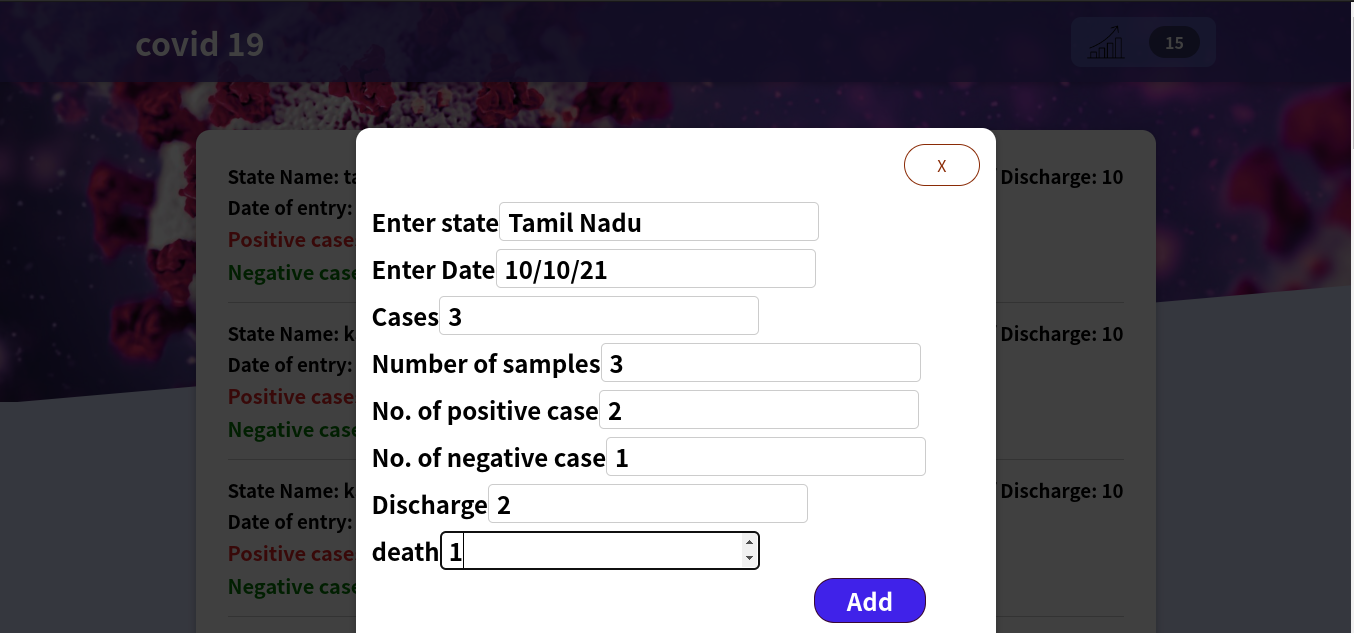 covid 19
15
X
State Name: ta
Discharge: 10
Date of entry:
Positive case
Negative case
Enter state Tamil Nadu
Enter Date 10/10/21
Cases 3
Number of samples 3
No. of positive case 2
No. of negative case 1
Discharge 2
death 1
Add
State Name: k
Discharge: 10
Date of entry:
Positive case
Negative case
State Name: k
Discharge: 10
Date of entry:
Positive case
Negative case